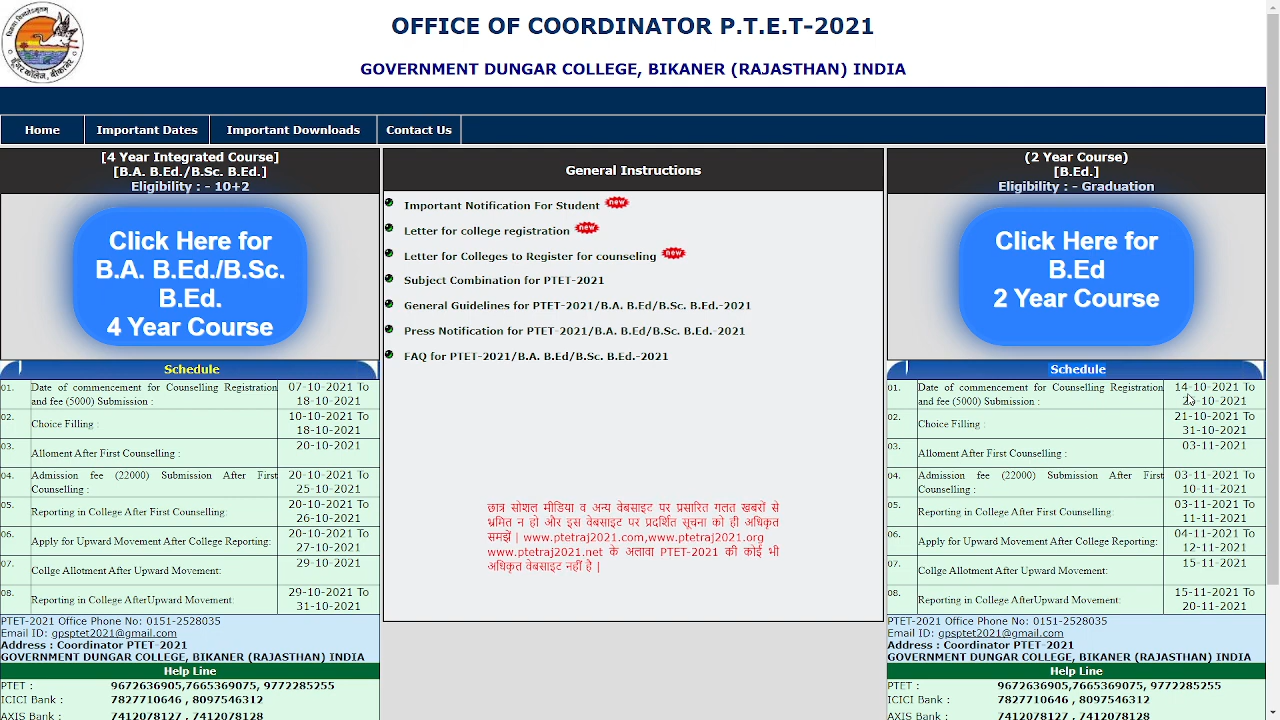 OFFICE OF COORDINATOR P.T.E.T-2021
GOVERNMENT DUNGAR COLLEGE, BIKANER (RAJASTHAN) INDIA
Home
Important Dates
Important Downloads
Contact Us
[4 Year Integrated Course]
[B.A. B.Ed./B.Sc. B.Ed.]
Eligibility : - 10+2
Click Here for
B.A. B.Ed./B.Sc.
B.Ed.
4 Year Course
Schedule
01. Date of commencement for Counselling Registration 07-10-2021 To
and fee (5000) Submission : 18-10-2021
02. Choice Filling : 10-10-2021 To
18-10-2021
03. Alloment After First Counselling : 20-10-2021
04. Admission fee (22000) Submission After First 20-10-2021 To
Counselling : 25-10-2021
05. Reporting in College After First Counselling: 20-10-2021 To
26-10-2021
06. Apply for Upward Movement After College Reporting: 20-10-2021 To
27-10-2021
07. Collge Allotment After Upward Movement: 29-10-2021
08. Reporting in College AfterUpward Movement: 29-10-2021 To
31-10-2021
PTET-2021 Office Phone No: 0151-2528035
Email ID: gpsptet2021@gmail.com
Address : Coordinator PTET-2021
GOVERNMENT DUNGAR COLLEGE, BIKANER (RAJASTHAN) INDIA
Help Line
PTET : 9672636905,7665369075, 9772285255
ICICI Bank : 7827710646 , 8097546312
AXIS Bank : 7412078127 , 7412078128
General Instructions
Important Notification For Student new
Letter for college registration new
Letter for Colleges to Register for counseling new
Subject Combination for PTET-2021
General Guidelines for PTET-2021/B.A. B.Ed/B.Sc. B.Ed.-2021
Press Notification for PTET-2021/B.A. B.Ed/B.Sc. B.Ed.-2021
FAQ for PTET-2021/B.A. B.Ed/B.Sc. B.Ed.-2021
छात्र सोशल मीडिया व अन्य वेबसाइट पर प्रसारित गलत खबरों से
भ्रमित न हो और इस वेबसाइट पर प्रदर्शित सूचना को ही अधिकृत
समझें | www.ptetraj2021.com,www.ptetraj2021.org
www.ptetraj2021.net के अलावा PTET-2021 की कोई भी
अधिकृत वेबसाइट नहीं है |
(2 Year Course)
[B.Ed.]
Eligibility : - Graduation
Click Here for
B.Ed
2 Year Course
Schedule
01. Date of commencement for Counselling Registration 14-10-2021 To
and fee (5000) Submission :
02. Choice Filling : 21-10-2021 To
31-10-2021
03. Alloment After First Counselling : 03-11-2021
04. Admission fee (22000) Submission After First 03-11-2021 To
Counselling : 10-11-2021
05. Reporting in College After First Counselling: 03-11-2021 To
11-11-2021
06. Apply for Upward Movement After College Reporting: 04-11-2021 To
12-11-2021
07. Collge Allotment After Upward Movement: 15-11-2021
08. Reporting in College AfterUpward Movement: 15-11-2021 To
20-11-2021
PTET-2021 Office Phone No: 0151-2528035
Email ID: gpsptet2021@gmail.com
Address : Coordinator PTET-2021
GOVERNMENT DUNGAR COLLEGE, BIKANER (RAJASTHAN) INDIA
Help Line
PTET : 9672636905,7665369075, 9772285255
ICICI Bank : 7827710646 , 8097546312
AXIS Bank : 7412078127 , 7412078128